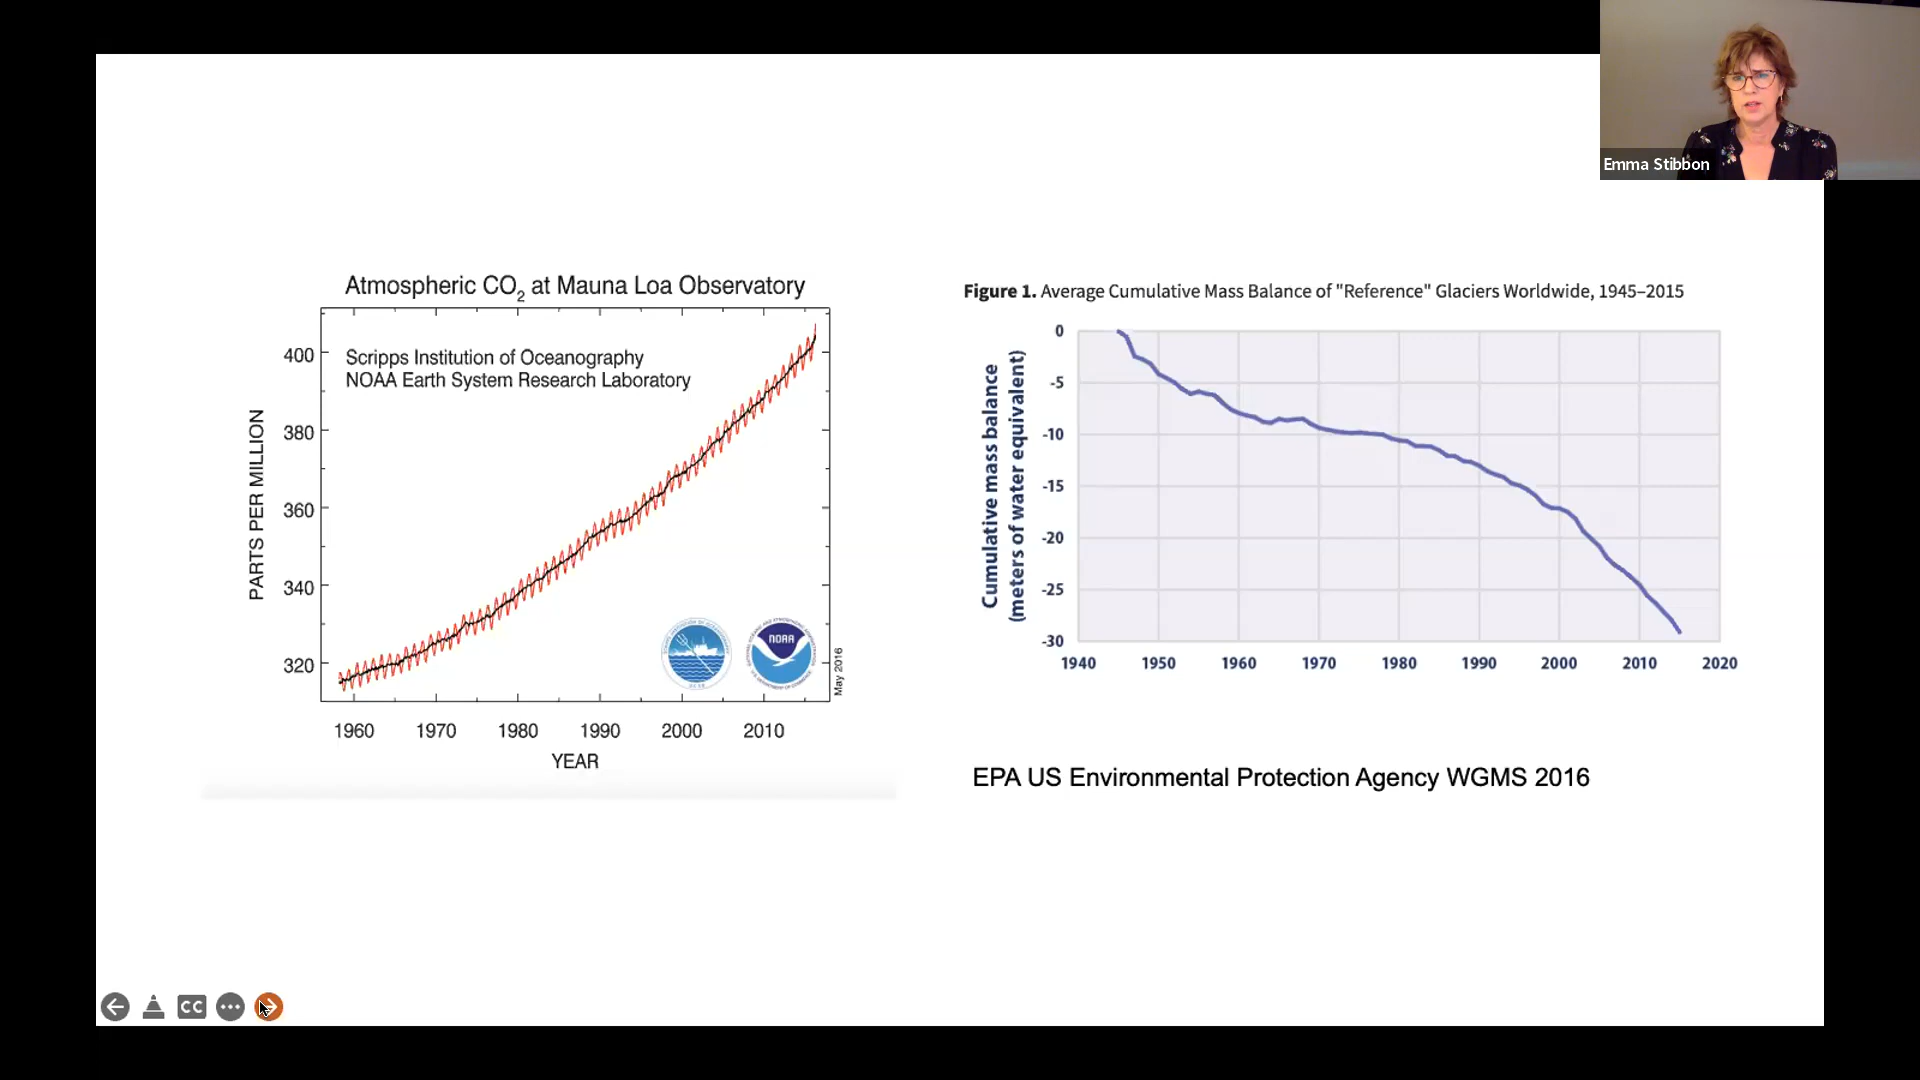 Emma Stibbon
Atmospheric CO2 at Mauna Loa Observatory
Scripps Institution of Oceanography
NOAA Earth System Research Laboratory
PARTS PER MILLION
400
380
360
340
320
1960 1970 1980 1990 2000 2010
YEAR
NOAA
May 2016
Figure 1. Average Cumulative Mass Balance of "Reference" Glaciers Worldwide, 1945–2015
Cumulative mass balance
(meters of water equivalent)
0
-5
-10
-15
-20
-25
-30
1940 1950 1960 1970 1980 1990 2000 2010 2020
EPA US Environmental Protection Agency WGMS 2016
CC